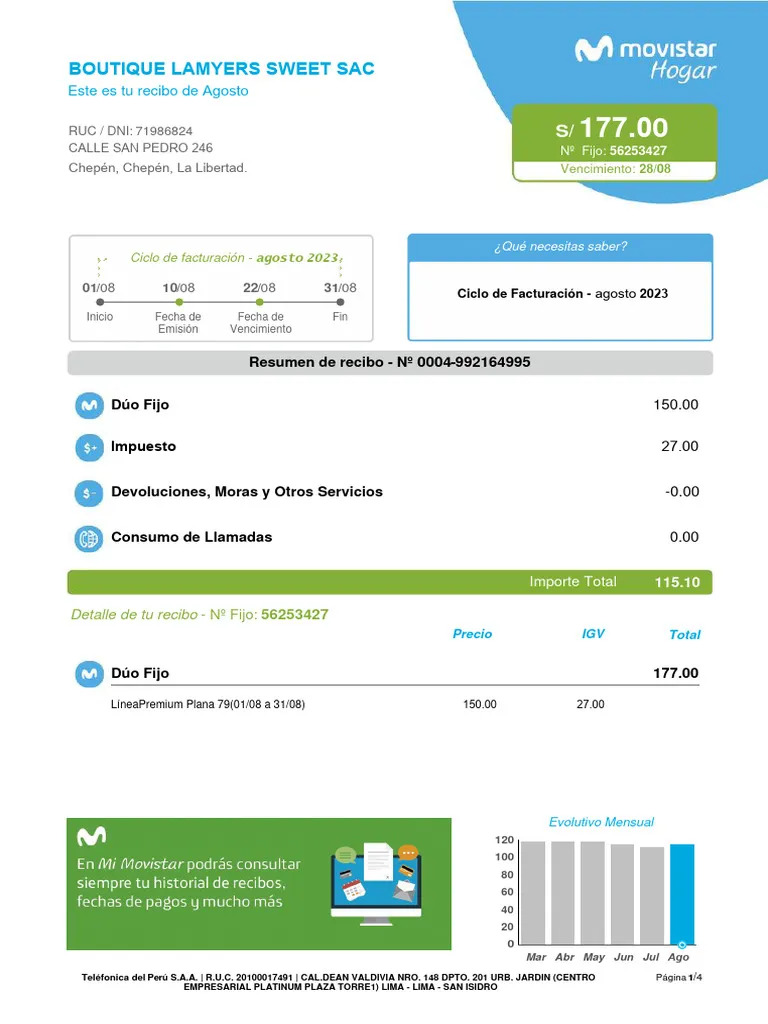 movistar
Hogar
BOUTIQUE LAMYERS SWEET SAC
Este es tu recibo de Agosto
RUC / DNI: 71986824
CALLE SAN PEDRO 246
Chepén, Chepén, La Libertad.
S/ 177.00
Nº Fijo: 56253427
Vencimiento: 28/08
Ciclo de facturación - agosto 2023
01/08 10/08 22/08 31/08
Inicio Fecha de Emisión Fecha de Vencimiento Fin
¿Qué necesitas saber?
Ciclo de Facturación - agosto 2023
Resumen de recibo - Nº 0004-992164995
Dúo Fijo 150.00
$+ Impuesto 27.00
$- Devoluciones, Moras y Otros Servicios -0.00
Consumo de Llamadas 0.00
Importe Total 115.10
Detalle de tu recibo - Nº Fijo: 56253427
Precio IGV Total
Dúo Fijo 177.00
LíneaPremium Plana 79(01/08 a 31/08) 150.00 27.00
En Mi Movistar podrás consultar
siempre tu historial de recibos,
fechas de pagos y mucho más
Evolutivo Mensual
120
100
80
60
40
20
0
Mar Abr May Jun Jul Ago
Teléfonica del Perú S.A.A. | R.U.C. 20100017491 | CAL.DEAN VALDIVIA NRO. 148 DPTO. 201 URB. JARDIN (CENTRO
EMPRESARIAL PLATINUM PLAZA TORRE1) LIMA - LIMA - SAN ISIDRO
Página 1/4